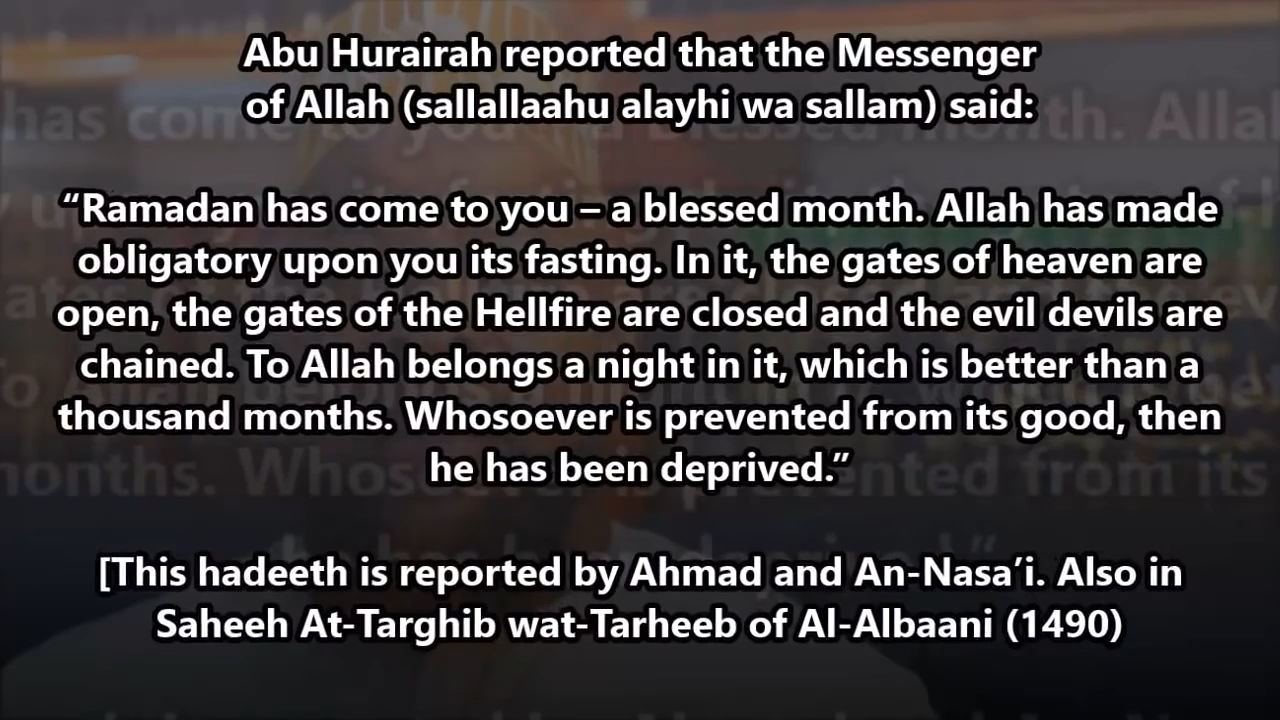 Abu Hurairah reported that the Messenger
of Allah (sallallaahu alayhi wa sallam) said:
“Ramadan has come to you – a blessed month. Allah has made
obligatory upon you its fasting. In it, the gates of heaven are
open, the gates of the Hellfire are closed and the evil devils are
chained. To Allah belongs a night in it, which is better than a
thousand months. Whosoever is prevented from its good, then
he has been deprived.”
[This hadeeth is reported by Ahmad and An-Nasa’i. Also in
Saheeh At-Targhib wat-Tarheeb of Al-Albaani (1490)